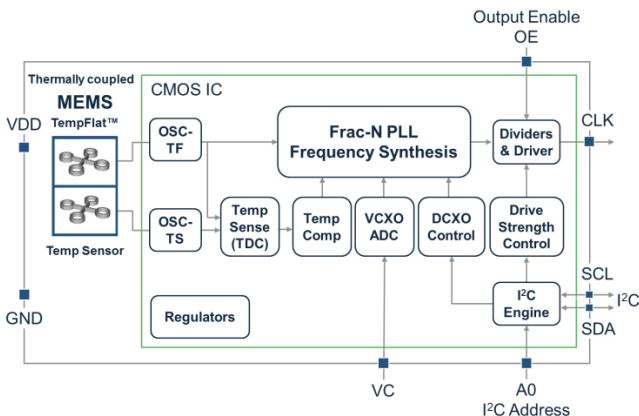 Output Enable
OE
Thermally coupled
MEMS
TempFlat™
CMOS IC
VDD
CLK
OSC-
TF
Frac-N PLL
Frequency Synthesis
Dividers
& Driver
OSC-
TS
Temp
Sense
(TDC)
Temp
Comp
VCXO
ADC
DCXO
Control
Drive
Strength
Control
Temp Sensor
SCL
I²C
Engine
I²C
SDA
GND
Regulators
VC
A0
I²C Address